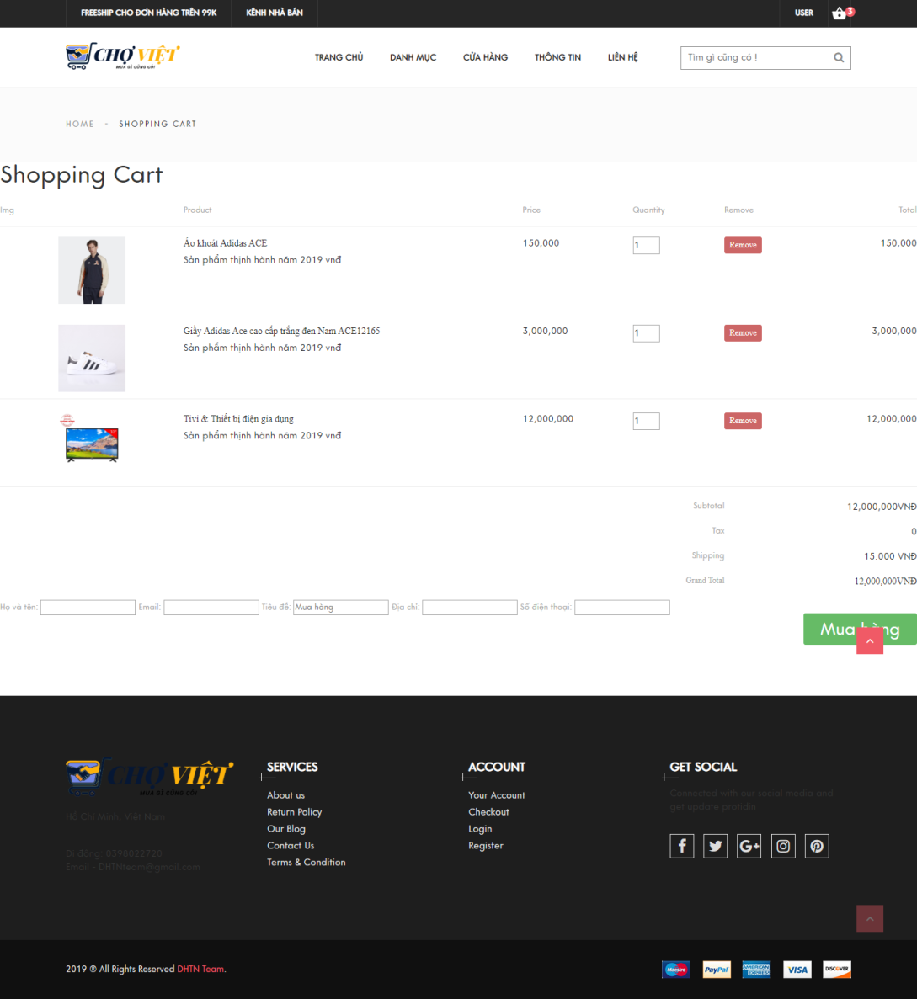 FREESHIP CHO ĐƠN HÀNG TRÊN 99K KÊNH NHÀ BÁN USER 3
CHỢ VIỆT
MUA GÌ CŨNG CÓ!
TRANG CHỦ DANH MỤC CỬA HÀNG THÔNG TIN LIÊN HỆ Tìm gì cũng có !
HOME - SHOPPING CART
Shopping Cart
Img Product Price Quantity Remove Total
Áo khoát Adidas ACE 150,000 1 Remove 150,000
Sản phẩm thịnh hành năm 2019 vnđ
Giầy Adidas Ace cao cấp trắng đen Nam ACE12165 3,000,000 1 Remove 3,000,000
Sản phẩm thịnh hành năm 2019 vnđ
Tivi & Thiết bị điện gia dụng 12,000,000 1 Remove 12,000,000
Sản phẩm thịnh hành năm 2019 vnđ
Subtotal 12,000,000VNĐ
Tax 0
Shipping 15.000 VNĐ
Grand Total 12,000,000VNĐ
Họ và tên: Email: Tiêu đề: Mua hàng Địa chỉ: Số điện thoại:
Mua hàng
CHỢ VIỆT
MUA GÌ CŨNG CÓ!
Hồ Chí Minh, Việt Nam
Di động: 0398022720
Email - DHTNteam@gmail.com
SERVICES
About us
Return Policy
Our Blog
Contact Us
Terms & Condition
ACCOUNT
Your Account
Checkout
Login
Register
GET SOCIAL
Connected with our social media and
get update protidin
2019 ® All Rights Reserved DHTN Team.
Maestro PayPal AMERICAN EXPRESS VISA DISCOVER